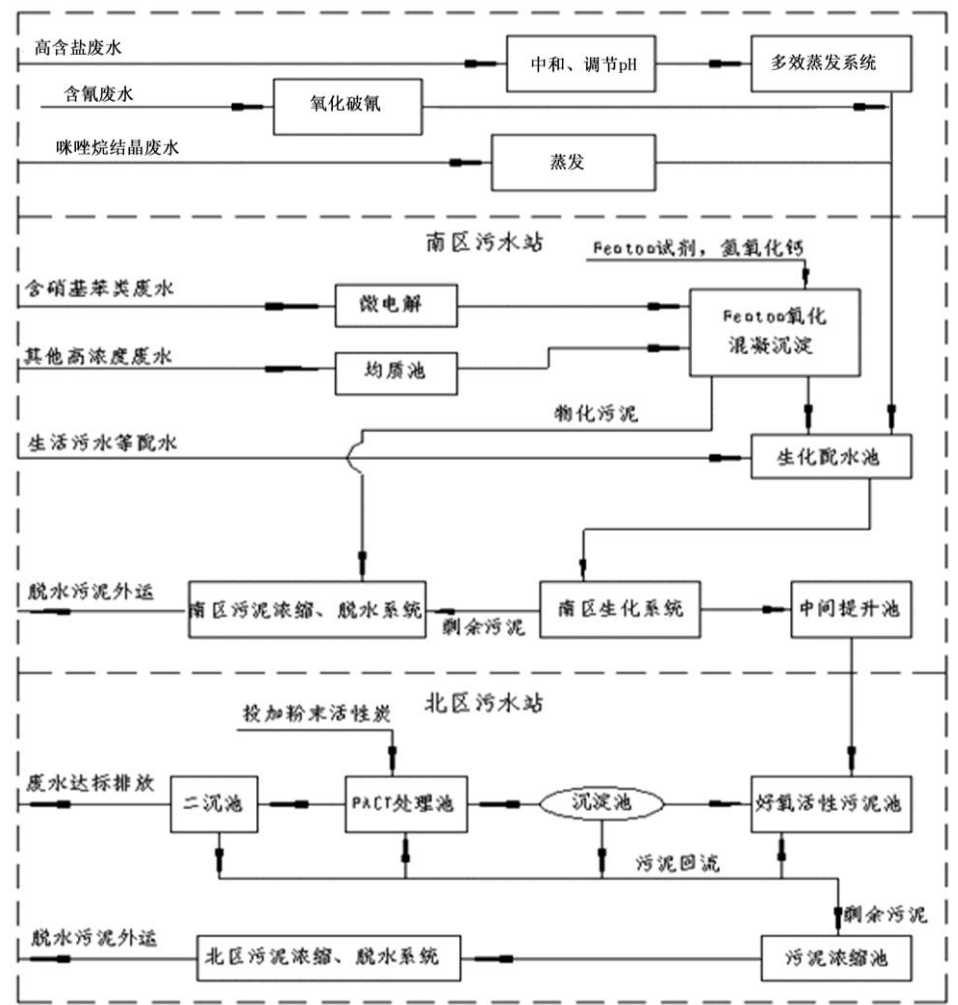 高含盐废水
中和、调节pH
多效蒸发系统
含氰废水
氧化破氰
咪唑烷结晶废水
蒸发
南区污水站
Fenton试剂，氢氧化钙
含硝基苯类废水
微电解
Fenton氧化
混凝沉淀
其他高浓度废水
均质池
物化污泥
生活污水等配水
生化配水池
脱水污泥外运
南区污泥浓缩、脱水系统
剩余污泥
南区生化系统
中间提升池
北区污水站
投加粉末活性炭
废水达标排放
二沉池
PACT处理池
沉淀池
好氧活性污泥池
污泥回流
剩余污泥
脱水污泥外运
北区污泥浓缩、脱水系统
污泥浓缩池